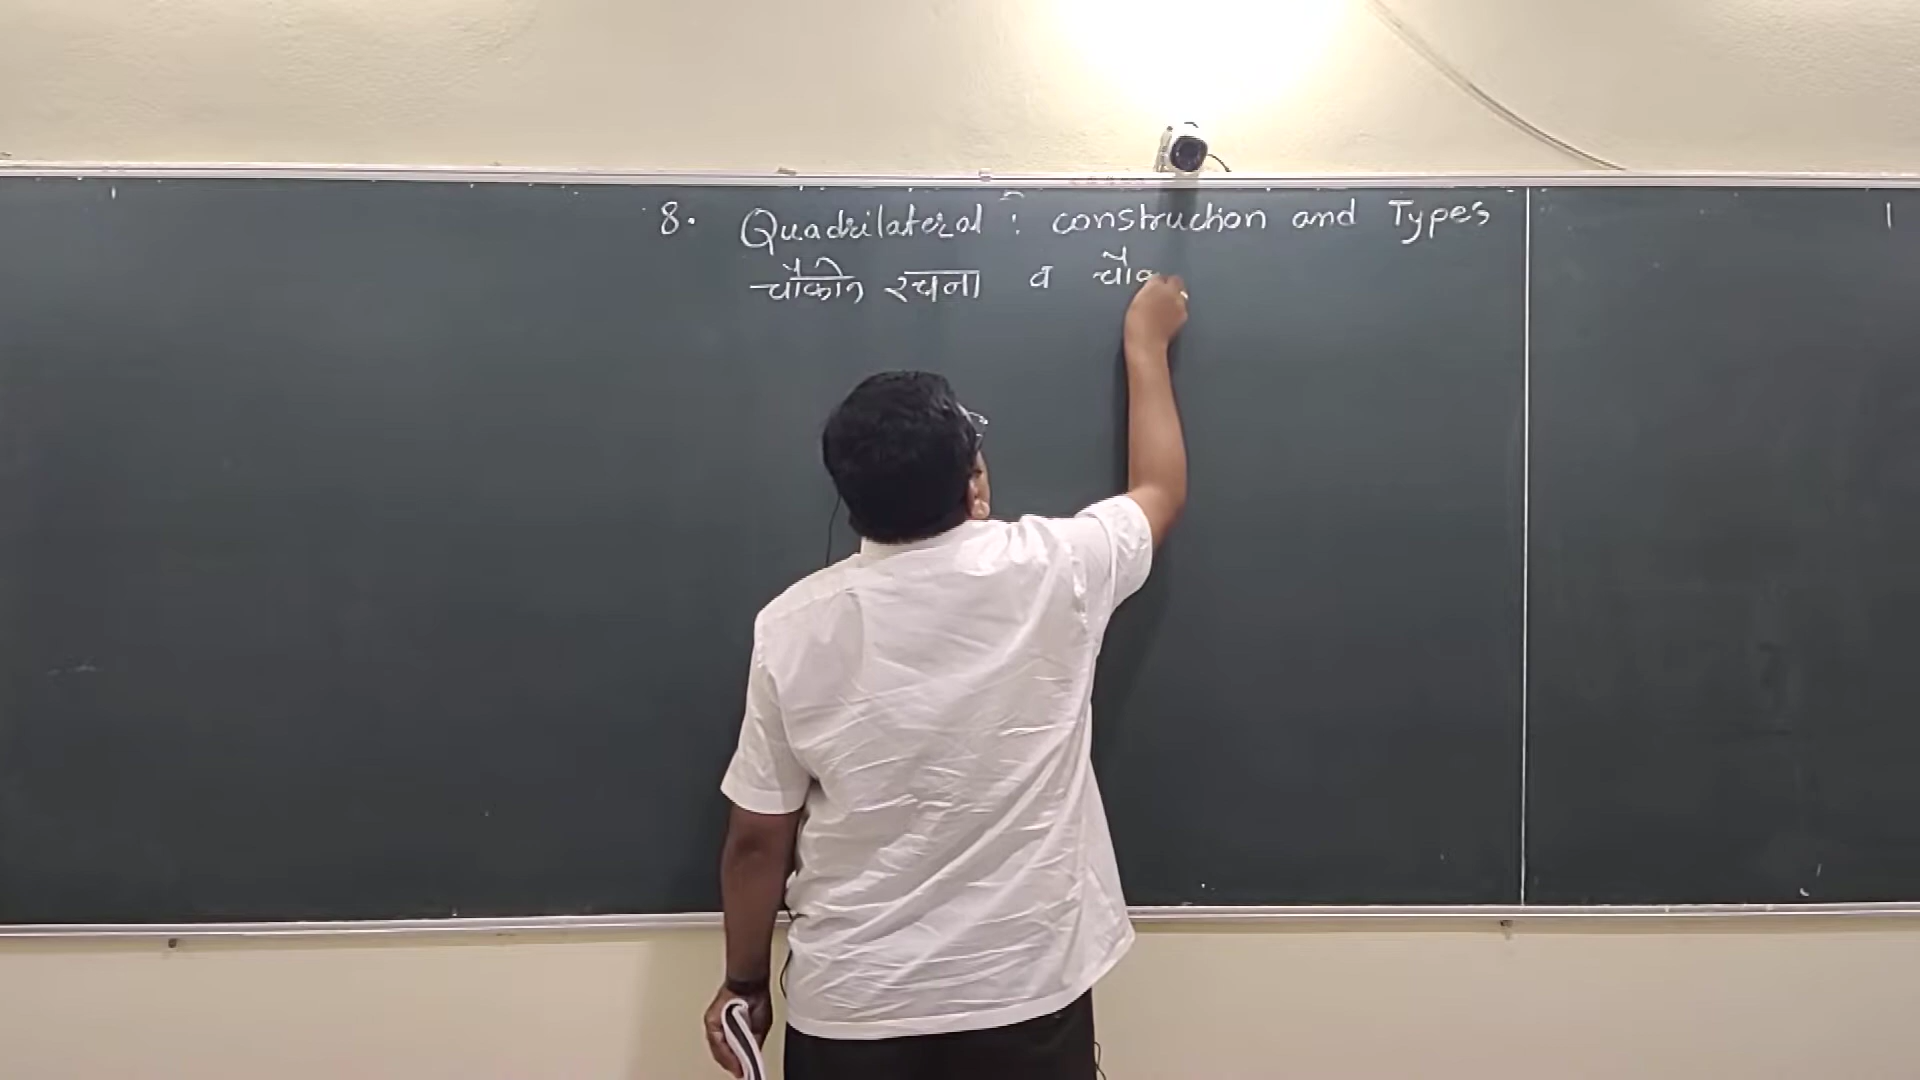 8. Quadrilateral : construction and Types
चौकोन रचना व चौक